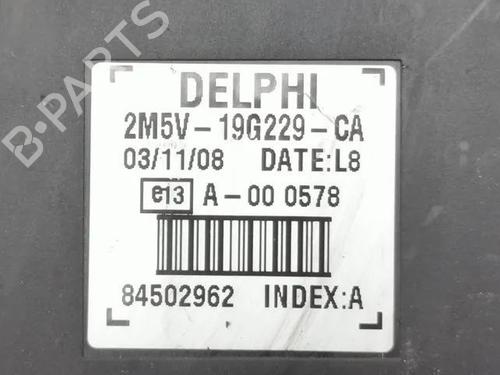 B-PARTS
DELPHI
2M5V-19G229-CA
03/11/08 DATE:L8
e13 A-00 0578
84502962 INDEX:A